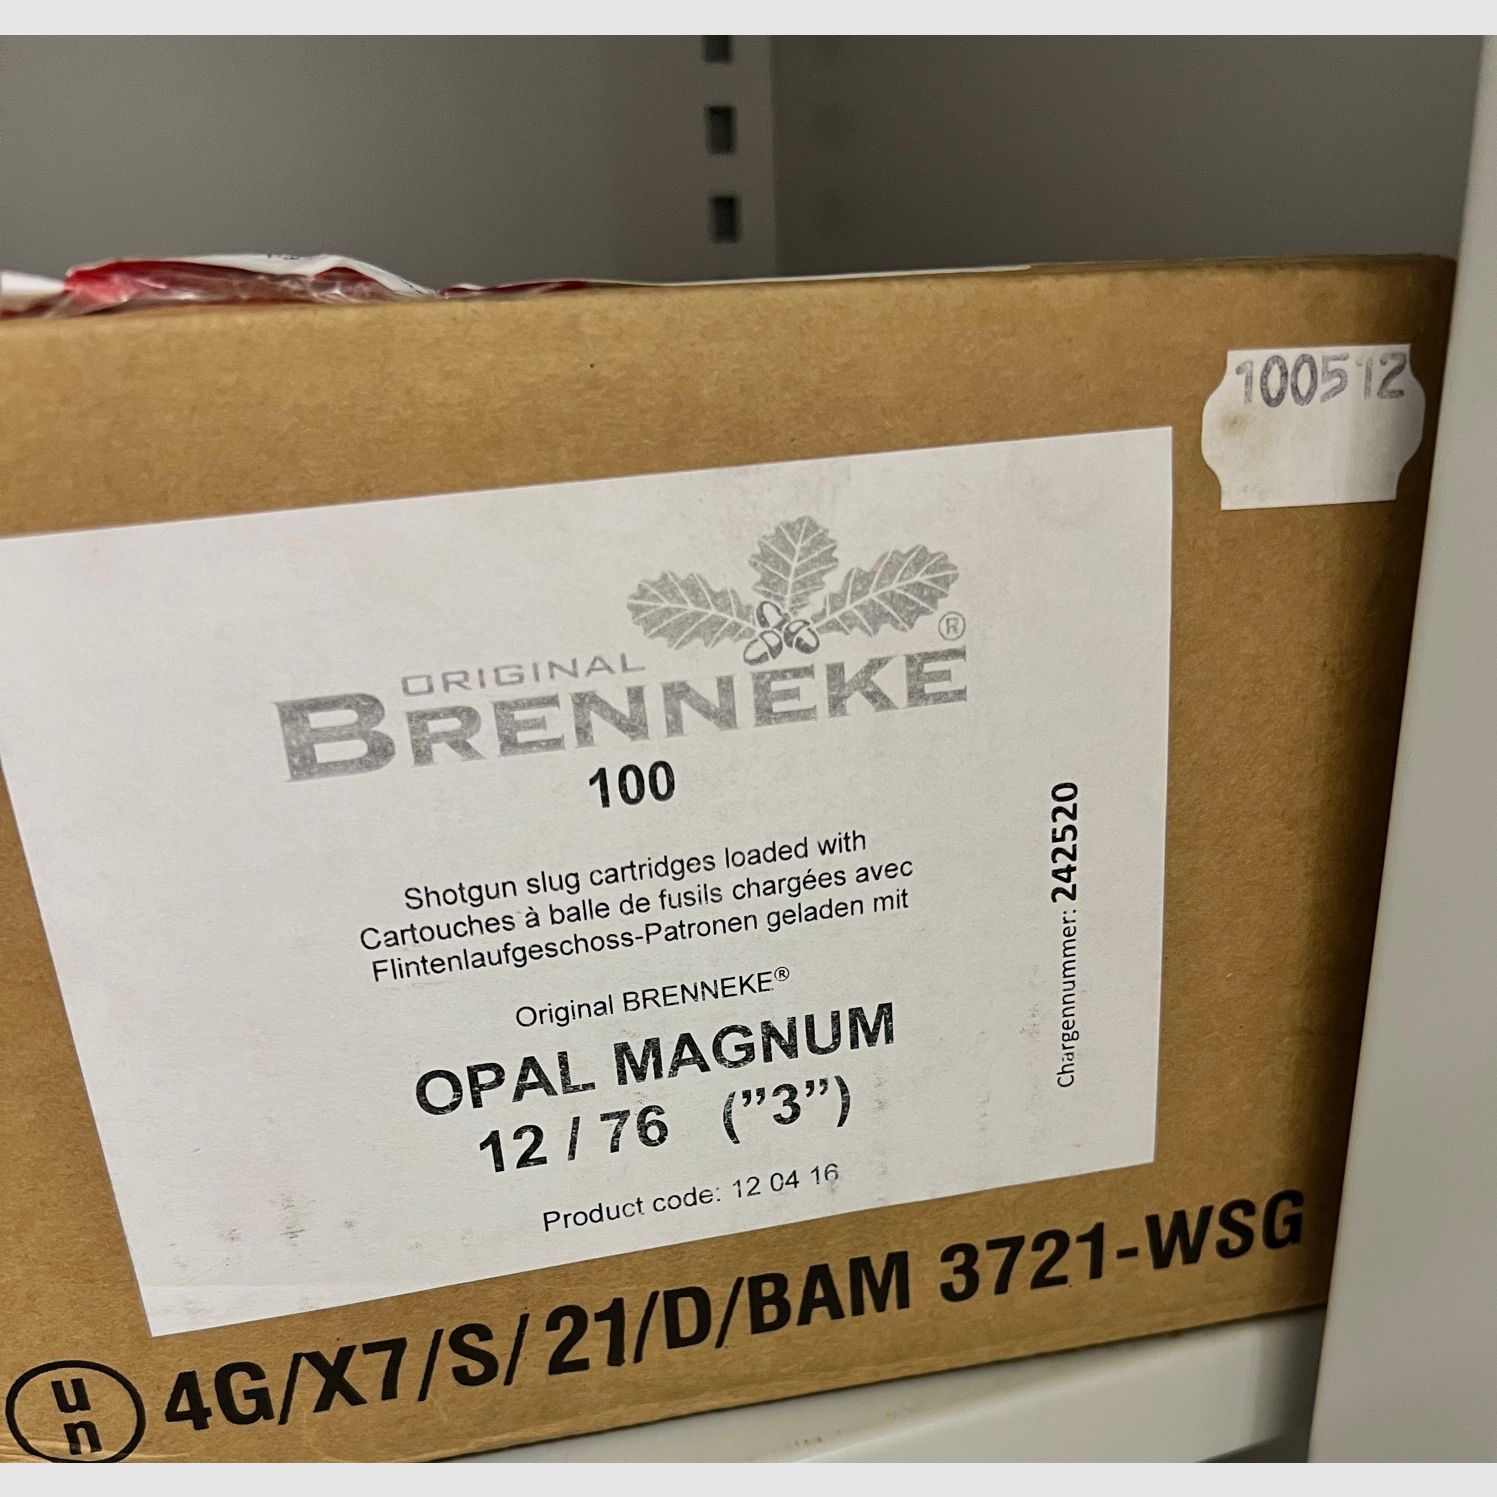 100512
ORIGINAL
BRENNEKE®
100
Shotgun slug cartridges loaded with
Cartouches à balle de fusils chargées avec
Flintenlaufgeschoss-Patronen geladen mit
Original BRENNEKE®
OPAL MAGNUM
12 / 76 (”3”)
Product code: 12 04 16
Chargennummer: 242520
un 4G/X7/S/21/D/BAM 3721-WSG